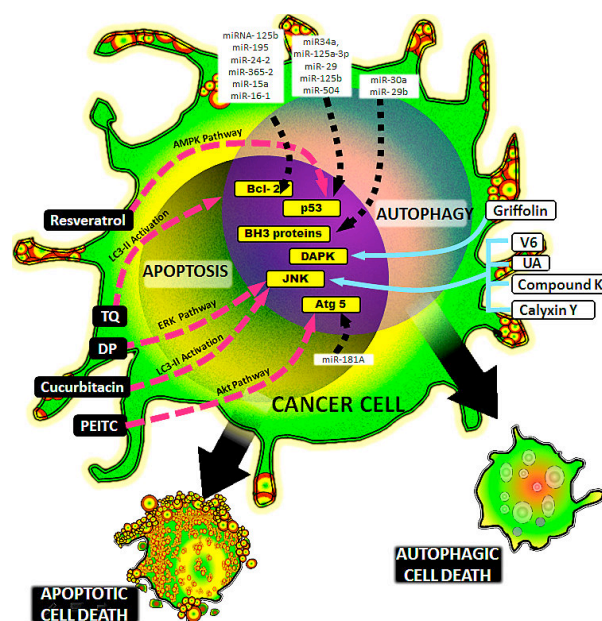 miRNA- 125b
miR-195
miR-24-2
miR-365-2
miR-15a
miR-16-1
miR34a,
miR-125a-3p
miR- 29
miR-125b
miR- 504
miR-30a
miR- 29b
AMPK Pathway
LC3-II Activation
Bcl- 2
p53
BH3 proteins
DAPK
JNK
Atg 5
AUTOPHAGY
APOPTOSIS
Resveratrol
TQ
DP
Cucurbitacin
PEITC
ERK Pathway
LC3-II Activation
Akt Pathway
miR-181A
Griffolin
V6
UA
Compound K
Calyxin Y
CANCER CELL
APOPTOTIC
CELL DEATH
AUTOPHAGIC
CELL DEATH